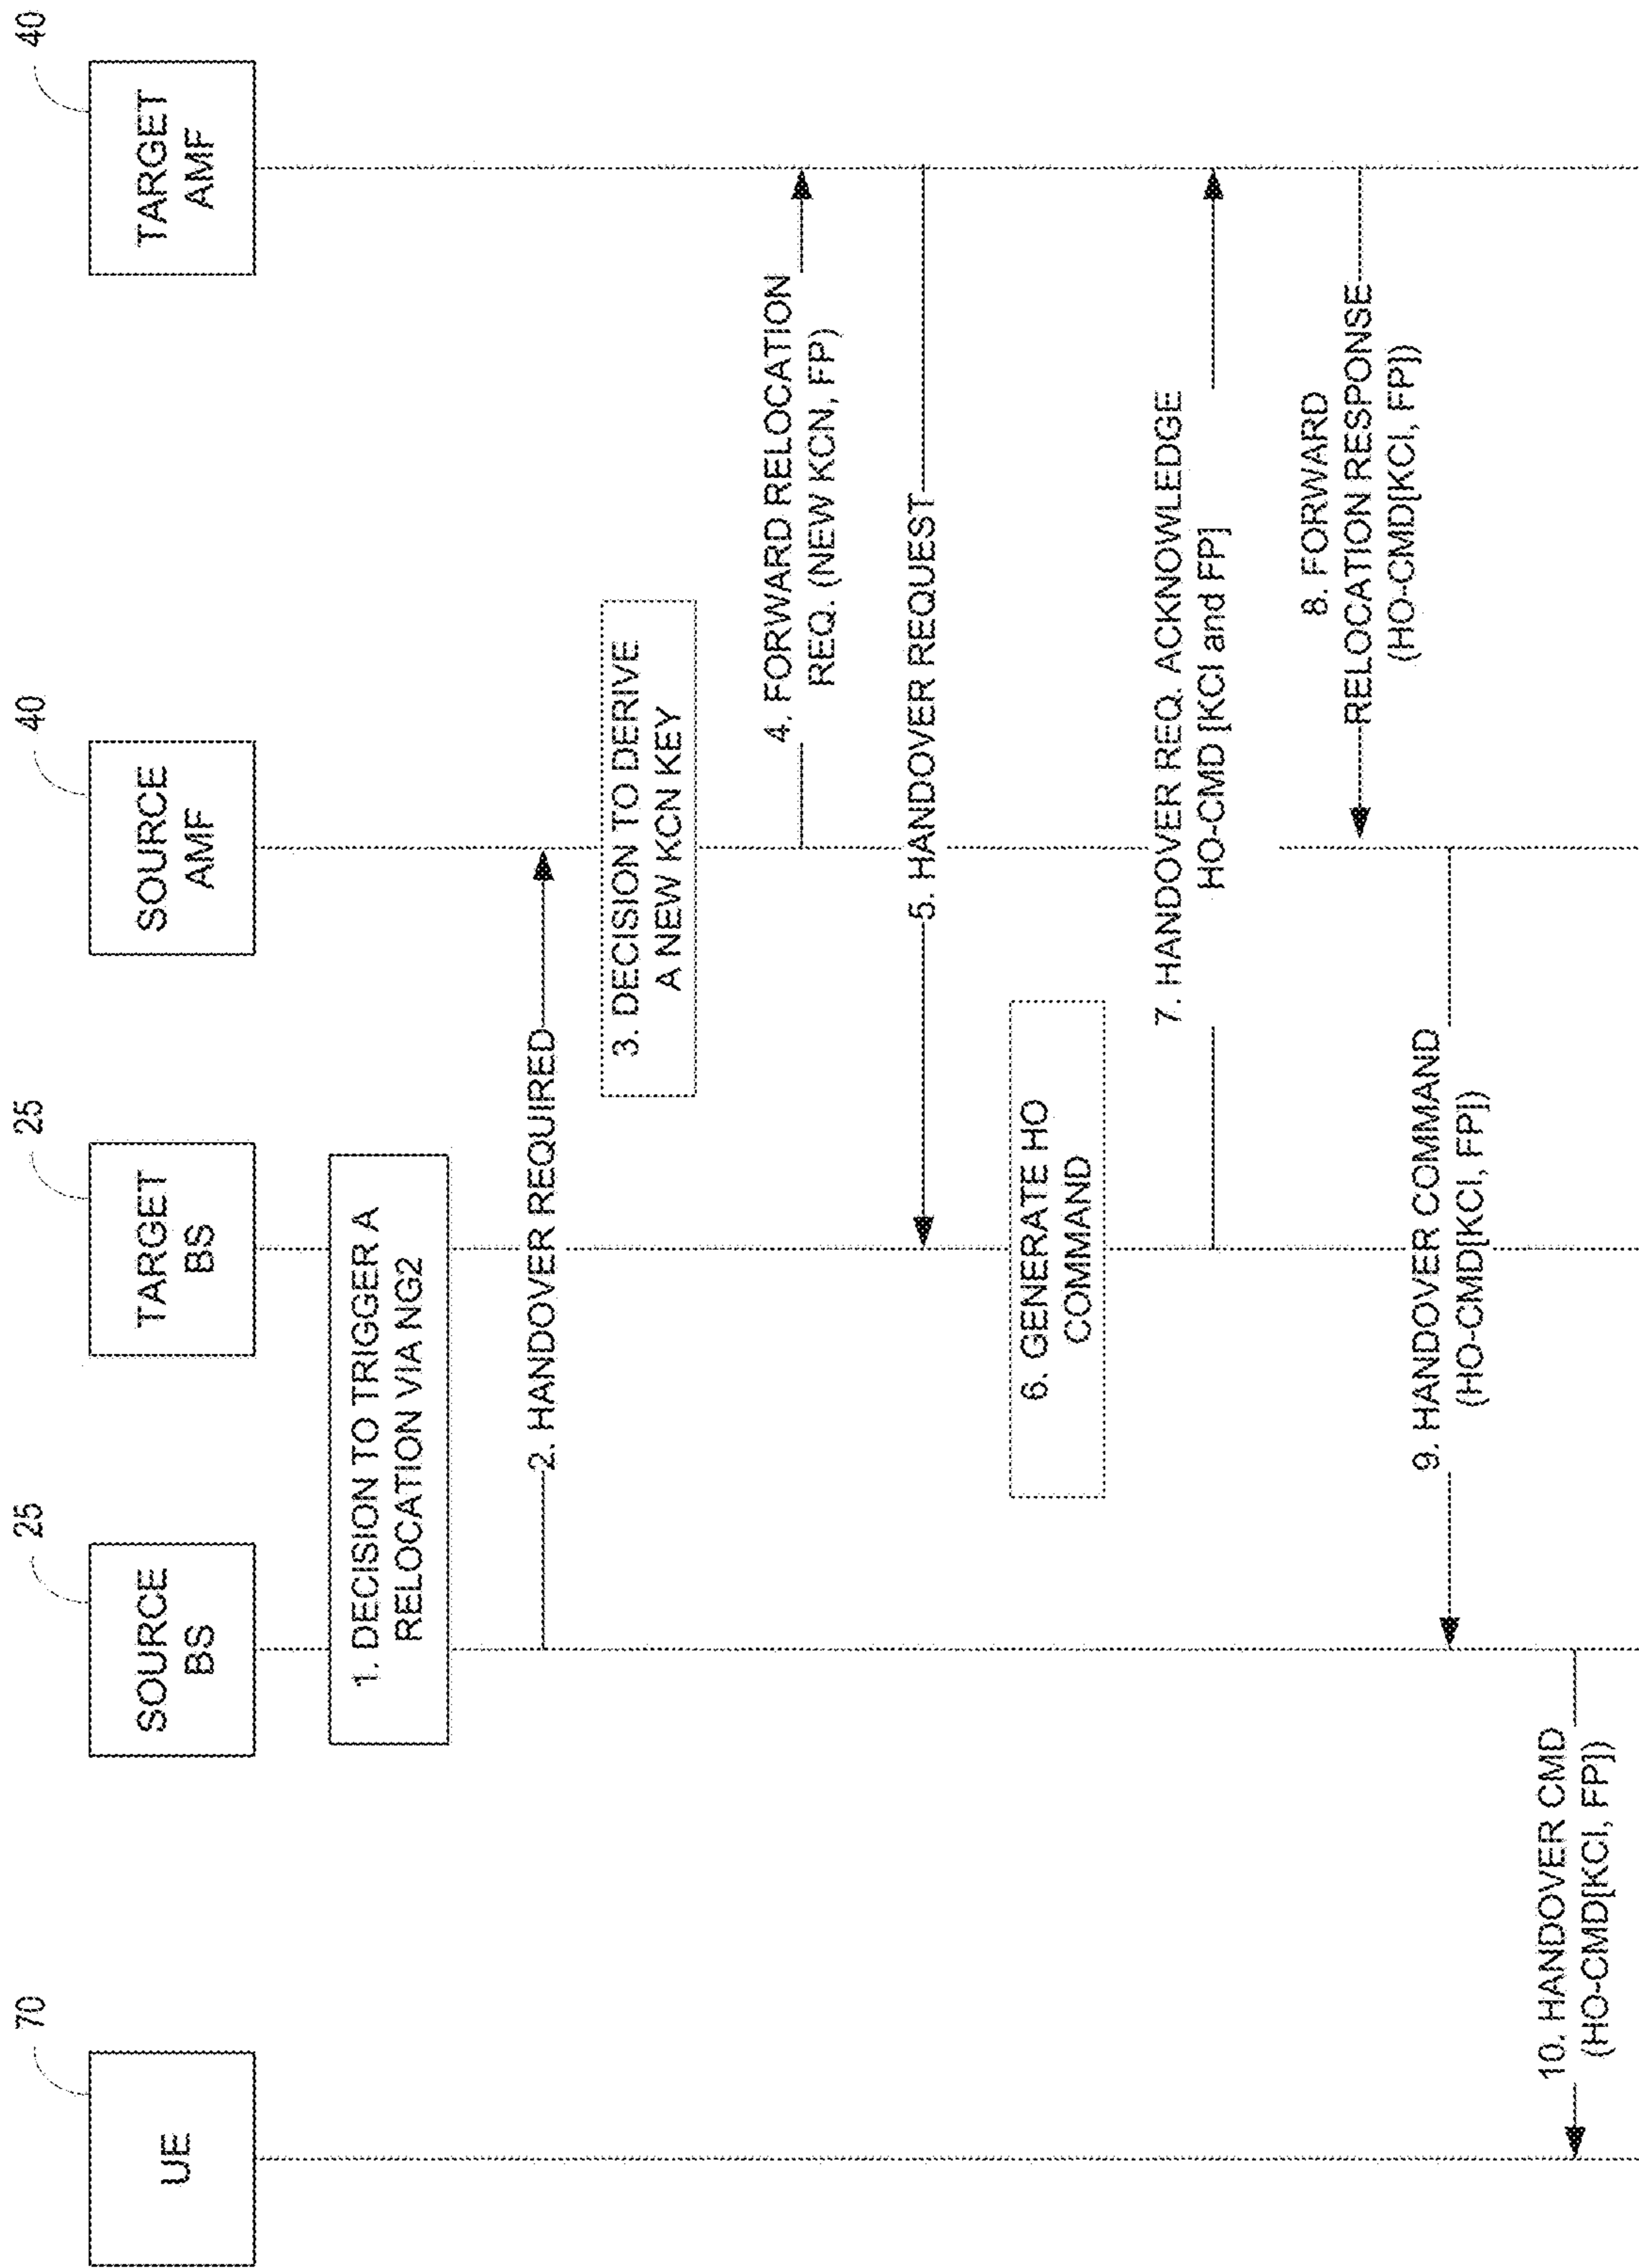 70
UE
25
SOURCE
BS
25
TARGET
BS
40
SOURCE
AMF
40
TARGET
AMF
1. DECISION TO TRIGGER A
RELOCATION VIA NG2
2. HANDOVER REQUIRED
3. DECISION TO DERIVE
A NEW KCN KEY
4. FORWARD RELOCATION
REQ. (NEW KCN, FP)
5. HANDOVER REQUEST
6. GENERATE HO
COMMAND
7. HANDOVER REQ. ACKNOWLEDGE
HO-CMD [KCI and FP]
8. FORWARD
RELOCATION RESPONSE
(HO-CMD[KCI, FP])
9. HANDOVER COMMAND
(HO-CMD[KCI, FP])
10. HANDOVER CMD
(HO-CMD[KCI, FP])